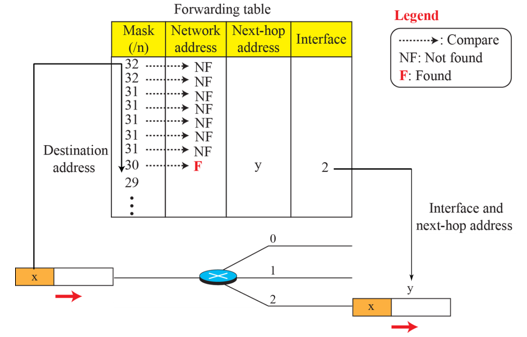 Forwarding table
Mask (/n) Network address Next-hop address Interface
32 NF
32 NF
31 NF
31 NF
31 NF
31 NF
31 NF
30 F y 2
29
Destination address
Legend
: Compare
NF: Not found
F: Found
Interface and next-hop address
0
1
2
x
y
x